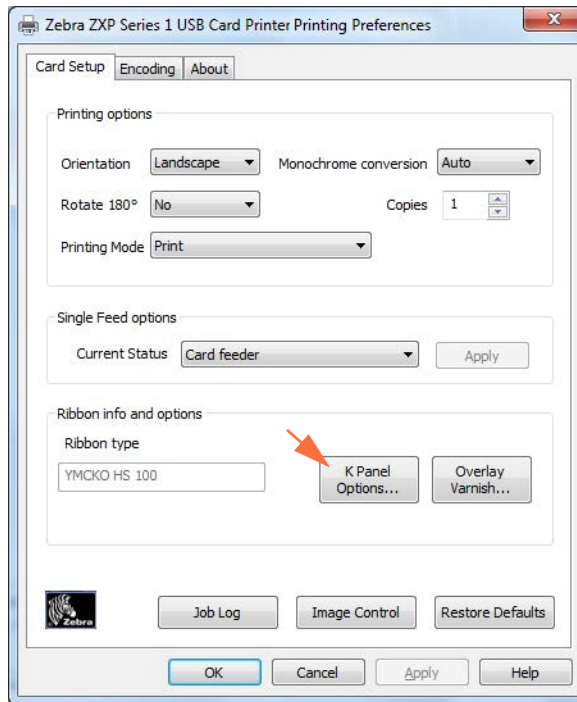 Zebra ZXP Series 1 USB Card Printer Printing Preferences
X
Card Setup Encoding About
Printing options
Orientation Landscape Monochrome conversion Auto
Rotate 180° No Copies 1
Printing Mode Print
Single Feed options
Current Status Card feeder Apply
Ribbon info and options
Ribbon type
YMCKO HS 100
K Panel
Options...
Overlay
Varnish...
Zebra
Job Log Image Control Restore Defaults
OK Cancel Apply Help